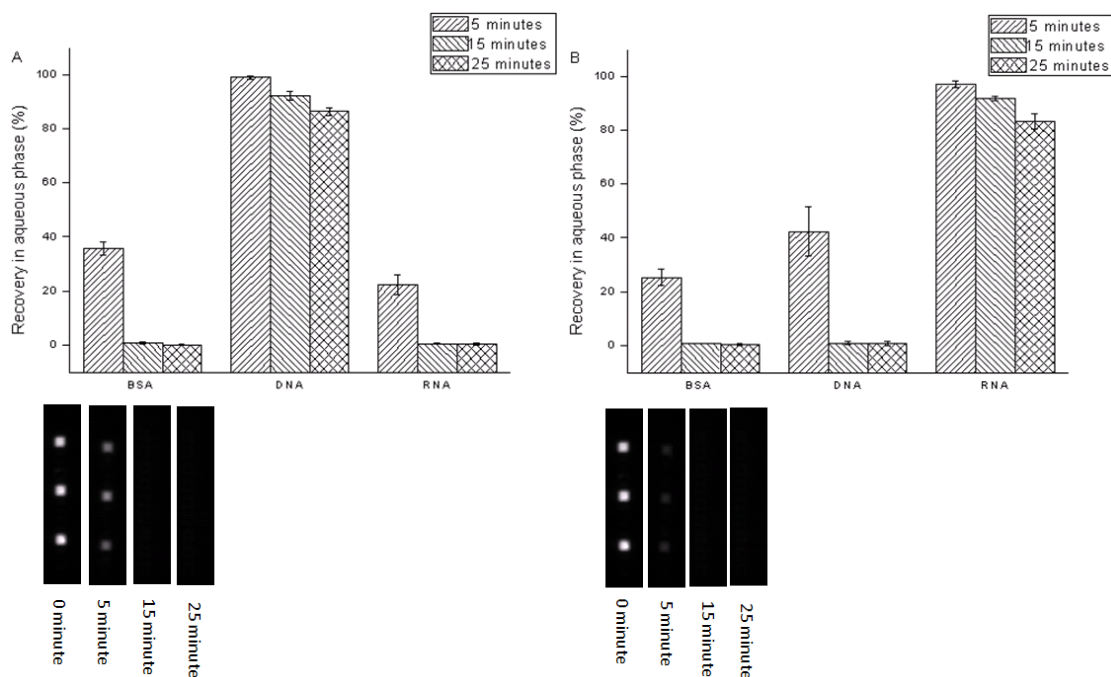 A
5 minutes
15 minutes
25 minutes
Recovery in aqueous phase (%)
100
80
60
40
20
0
BSA
DNA
RNA
0 minute
5 minute
15 minute
25 minute
B
5 minutes
15 minutes
25 minutes
Recovery in aqueous phase (%)
100
80
60
40
20
0
BSA
DNA
RNA
0 minute
5 minute
15 minute
25 minute